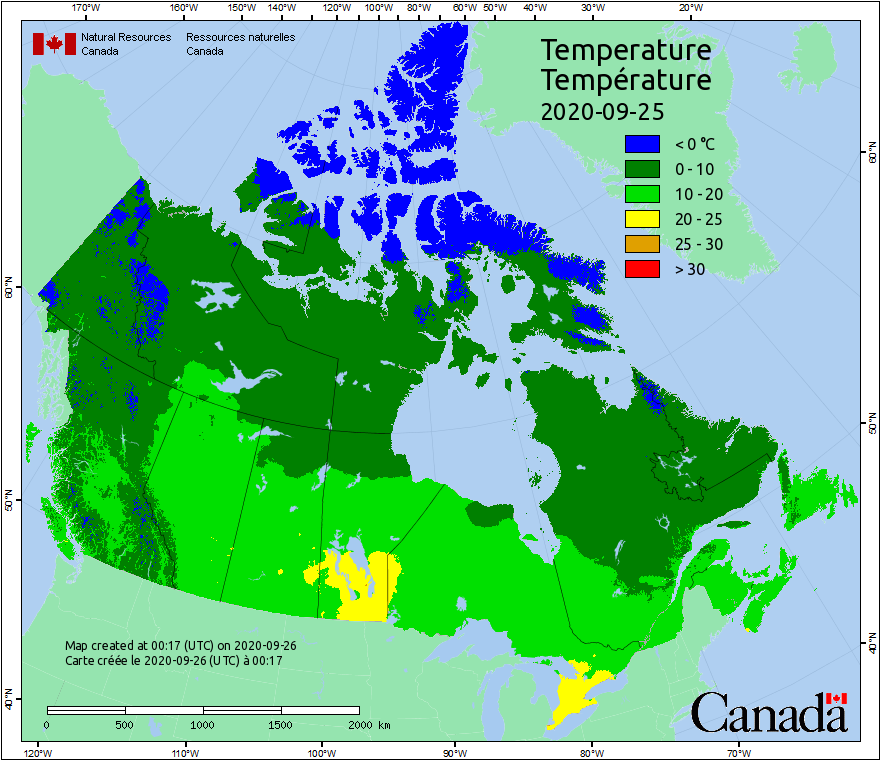 170°W 160°W 150°W 140°W 130°W 120°W 110°W 100°W 90°W 80°W 70°W 60°W 50°W 40°W 30°W 20°W
Natural Resources Ressources naturelles
Canada Canada
Temperature
Température
2020-09-25
< 0 °C
0 - 10
10 - 20
20 - 25
25 - 30
> 30
60°N
60°N
50°N
50°N
40°N
40°N
Map created at 00:17 (UTC) on 2020-09-26
Carte créée le 2020-09-26 (UTC) à 00:17
0 500 1000 1500 2000 km
Canada
120°W 110°W 100°W 90°W 80°W 70°W